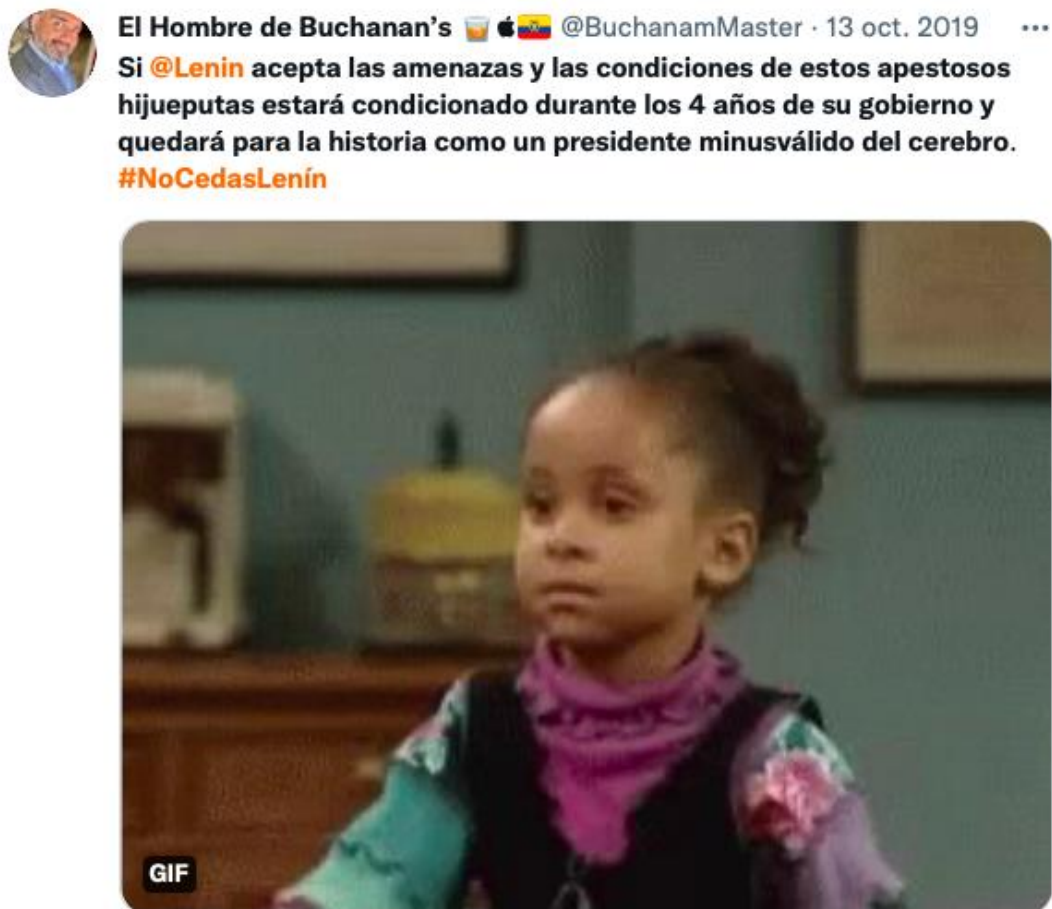 El Hombre de Buchanan's 🥃 🇪🇨 @BuchanamMaster · 13 oct. 2019 ...
Si @Lenin acepta las amenazas y las condiciones de estos apestosos
hijueputas estará condicionado durante los 4 años de su gobierno y
quedará para la historia como un presidente minusválido del cerebro.
#NoCedasLenín
GIF